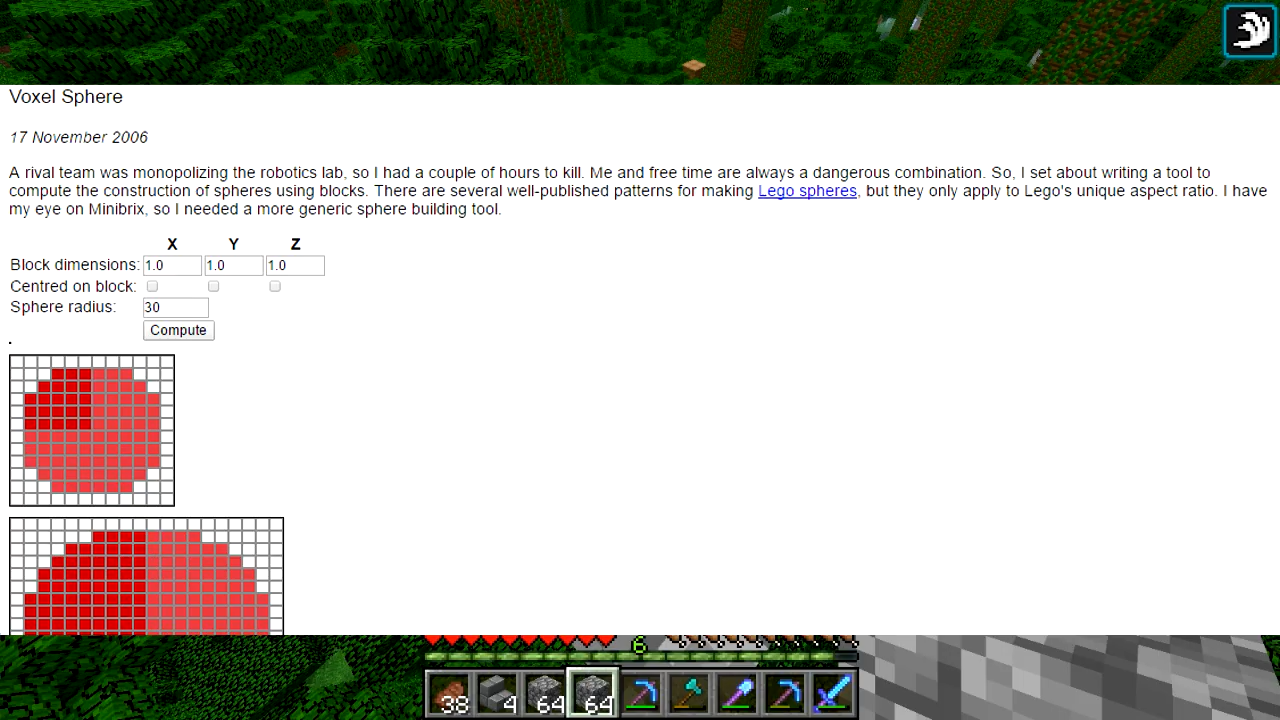 Voxel Sphere
17 November 2006
A rival team was monopolizing the robotics lab, so I had a couple of hours to kill. Me and free time are always a dangerous combination. So, I set about writing a tool to
compute the construction of spheres using blocks. There are several well-published patterns for making Lego spheres, but they only apply to Lego's unique aspect ratio. I have
my eye on Minibrix, so I needed a more generic sphere building tool.
X Y Z
Block dimensions: 1.0 1.0 1.0
Centred on block:
Sphere radius: 30
Compute
6
38 4 64 64